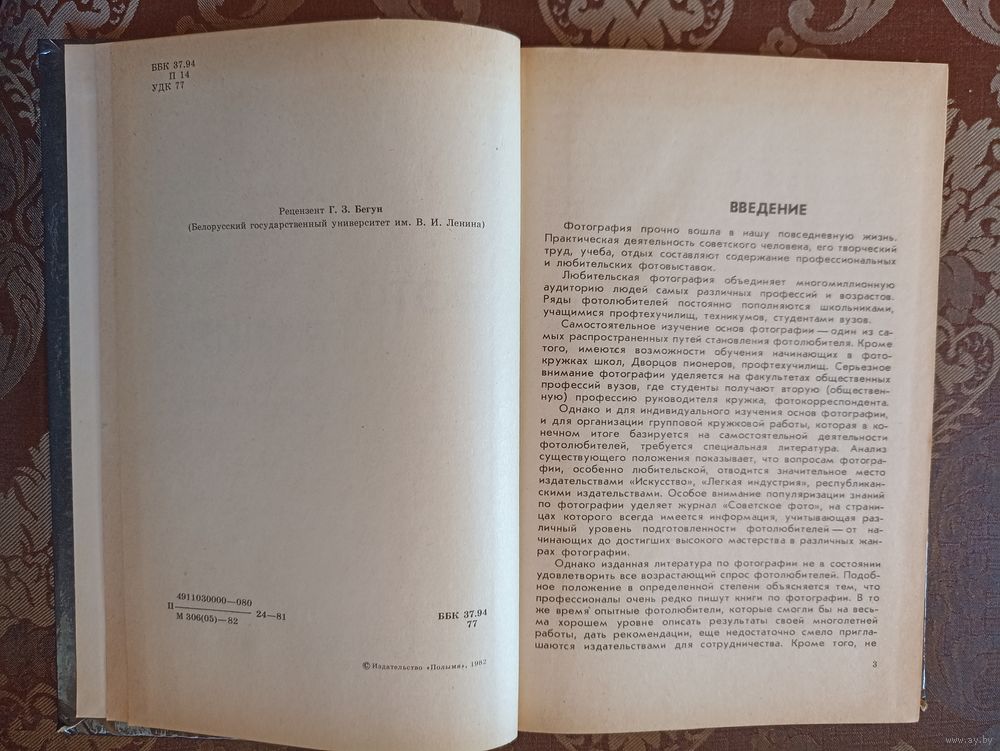 ББК 37.94
П 14
УДК 77
Рецензент Г. З. Бегун
(Белорусский государственный университет им. В. И. Ленина)
4911030000—080
П 24—81
М 306(05)—82
ББК 37.94
77
© Издательство «Полымя», 1982
ВВЕДЕНИЕ
Фотография прочно вошла в нашу повседневную жизнь.
Практическая деятельность советского человека, его творческий
труд, учеба, отдых составляют содержание профессиональных
и любительских фотовыставок.
Любительская фотография объединяет многомиллионную
аудиторию людей самых различных профессий и возрастов.
Ряды фотолюбителей постоянно пополняются школьниками,
учащимися профтехучилищ, техникумов, студентами вузов.
Самостоятельное изучение основ фотографии — один из са-
мых распространенных путей становления фотолюбителя. Кроме
того, имеются возможности обучения начинающих в фото-
кружках школ, Дворцов пионеров, профтехучилищ. Серьезное
внимание фотографии уделяется на факультетах общественных
профессий вузов, где студенты получают вторую (обществен-
ную) профессию руководителя кружка, фотокорреспондента.
Однако и для индивидуального изучения основ фотографии,
и для организации групповой кружковой работы, которая в ко-
нечном итоге базируется на самостоятельной деятельности
фотолюбителей, требуется специальная литература. Анализ
существующего положения показывает, что вопросам фотогра-
фии, особенно любительской, отводится значительное место
издательствами «Искусство», «Легкая индустрия», республикан-
скими издательствами. Особое внимание популяризации знаний
по фотографии уделяет журнал «Советское фото», на страни-
цах которого всегда имеется информация, учитывающая раз-
личный уровень подготовленности фотолюбителей — от на-
чинающих до достигших высокого мастерства в различных жан-
рах фотографии.
Однако изданная литература по фотографии не в состоянии
удовлетворить все возрастающий спрос фотолюбителей. Подоб-
ное положение в определенной степени объясняется тем, что
профессионалы очень редко пишут книги по фотографии. В то
же время опытные фотолюбители, которые смогли бы на весь-
ма хорошем уровне описать результаты своей многолетней
работы, дать рекомендации, еще недостаточно смело пригла-
шаются издательствами для сотрудничества. Кроме того, не
3
www.ay.by